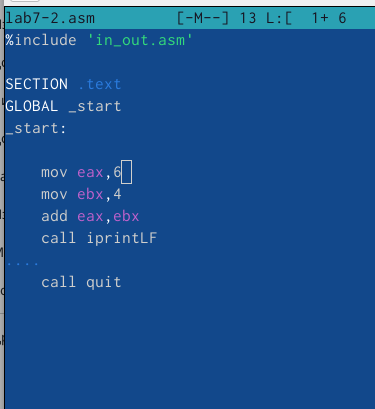 lab7-2.asm [-M--] 13 L:[ 1+ 6
%include 'in_out.asm'
SECTION .text
GLOBAL _start
_start:
mov eax,6
mov ebx,4
add eax,ebx
call iprintLF
....
call quit